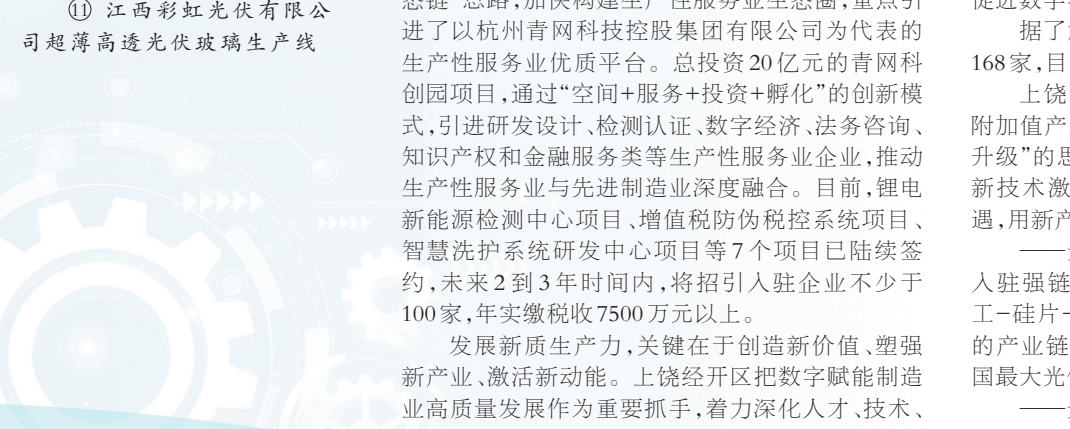 ⑪ 江西彩虹光伏有限公
司超薄高透光伏玻璃生产线
进了以杭州青网科技控股集团有限公司为代表的
生产性服务业优质平台。总投资20亿元的青网科
创园项目,通过“空间+服务+投资+孵化”的创新模
式,引进研发设计、检测认证、数字经济、法务咨询、
知识产权和金融服务类等生产性服务业企业,推动
生产性服务业与先进制造业深度融合。目前,锂电
新能源检测中心项目、增值税防伪税控系统项目、
智慧洗护系统研发中心项目等7个项目已陆续签
约,未来2到3年时间内,将招引入驻企业不少于
100家,年实缴税收7500万元以上。
发展新质生产力,关键在于创造新价值、塑强
新产业、激活新动能。上饶经开区把数字赋能制造
业高质量发展作为重要抓手,着力深化人才、技术、
据了
168家,目
上饶
附加值产
升级”的思
新技术激
遇,用新产
——
入驻强链
工-硅片-
的产业链
国最大光
——